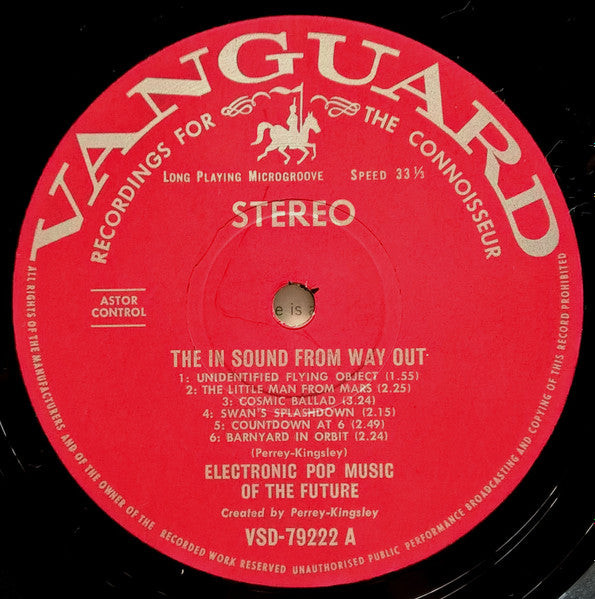 VANGUARD
RECORDINGS FOR THE CONNOISSEUR
LONG PLAYING MICROGROOVE SPEED 33 ⅓
STEREO
ASTOR
CONTROL
e is a
THE IN SOUND FROM WAY OUT
1: UNIDENTIFIED FLYING OBJECT (1.55)
2: THE LITTLE MAN FROM MARS (2.25)
3: COSMIC BALLAD (3.24)
4: SWAN'S SPLASHDOWN (2.15)
5: COUNTDOWN AT 6 (2.49)
6: BARNYARD IN ORBIT (2.24)
(Perrey-Kingsley)
ELECTRONIC POP MUSIC
OF THE FUTURE
Created by Perrey-Kingsley
VSD-79222 A
ALL RIGHTS OF THE MANUFACTURERS AND OF THE OWNER OF THE RECORDED WORK RESERVED UNAUTHORISED PUBLIC PERFORMANCE BROADCASTING AND COPYING OF THIS RECORD PROHIBITED